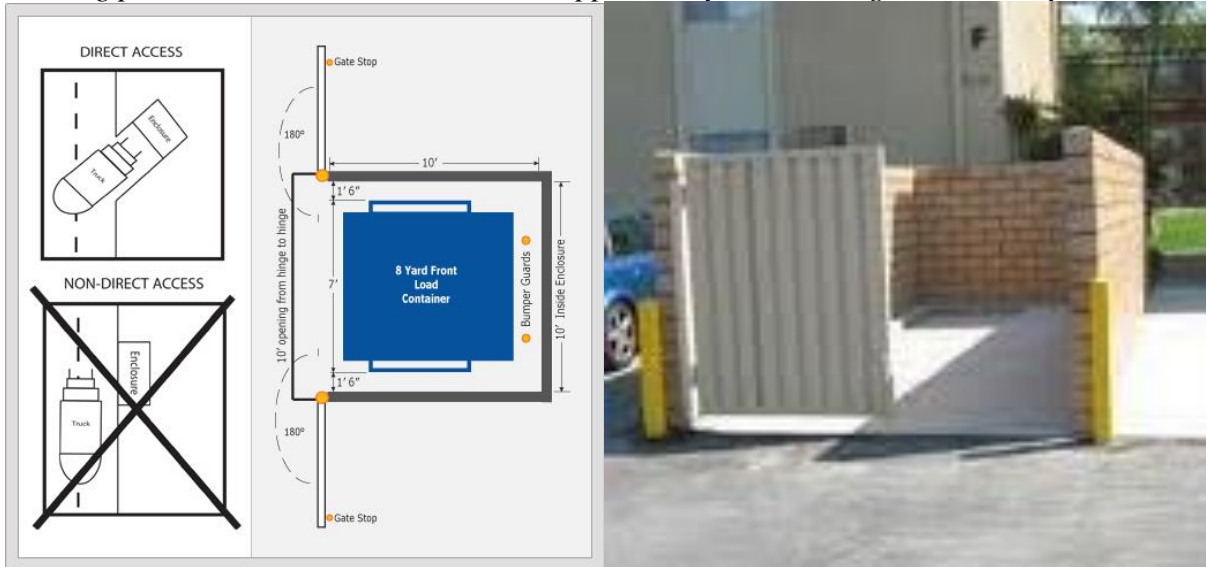 DIRECT ACCESS
Enclosure
Truck
NON-DIRECT ACCESS
Enclosure
Truck
Gate Stop
180°
10'
1' 6"
10' opening from hinge to hinge
7'
8 Yard Front
Load
Container
Bumper Guards
10' Inside Enclosure
1' 6"
180°
Gate Stop
F